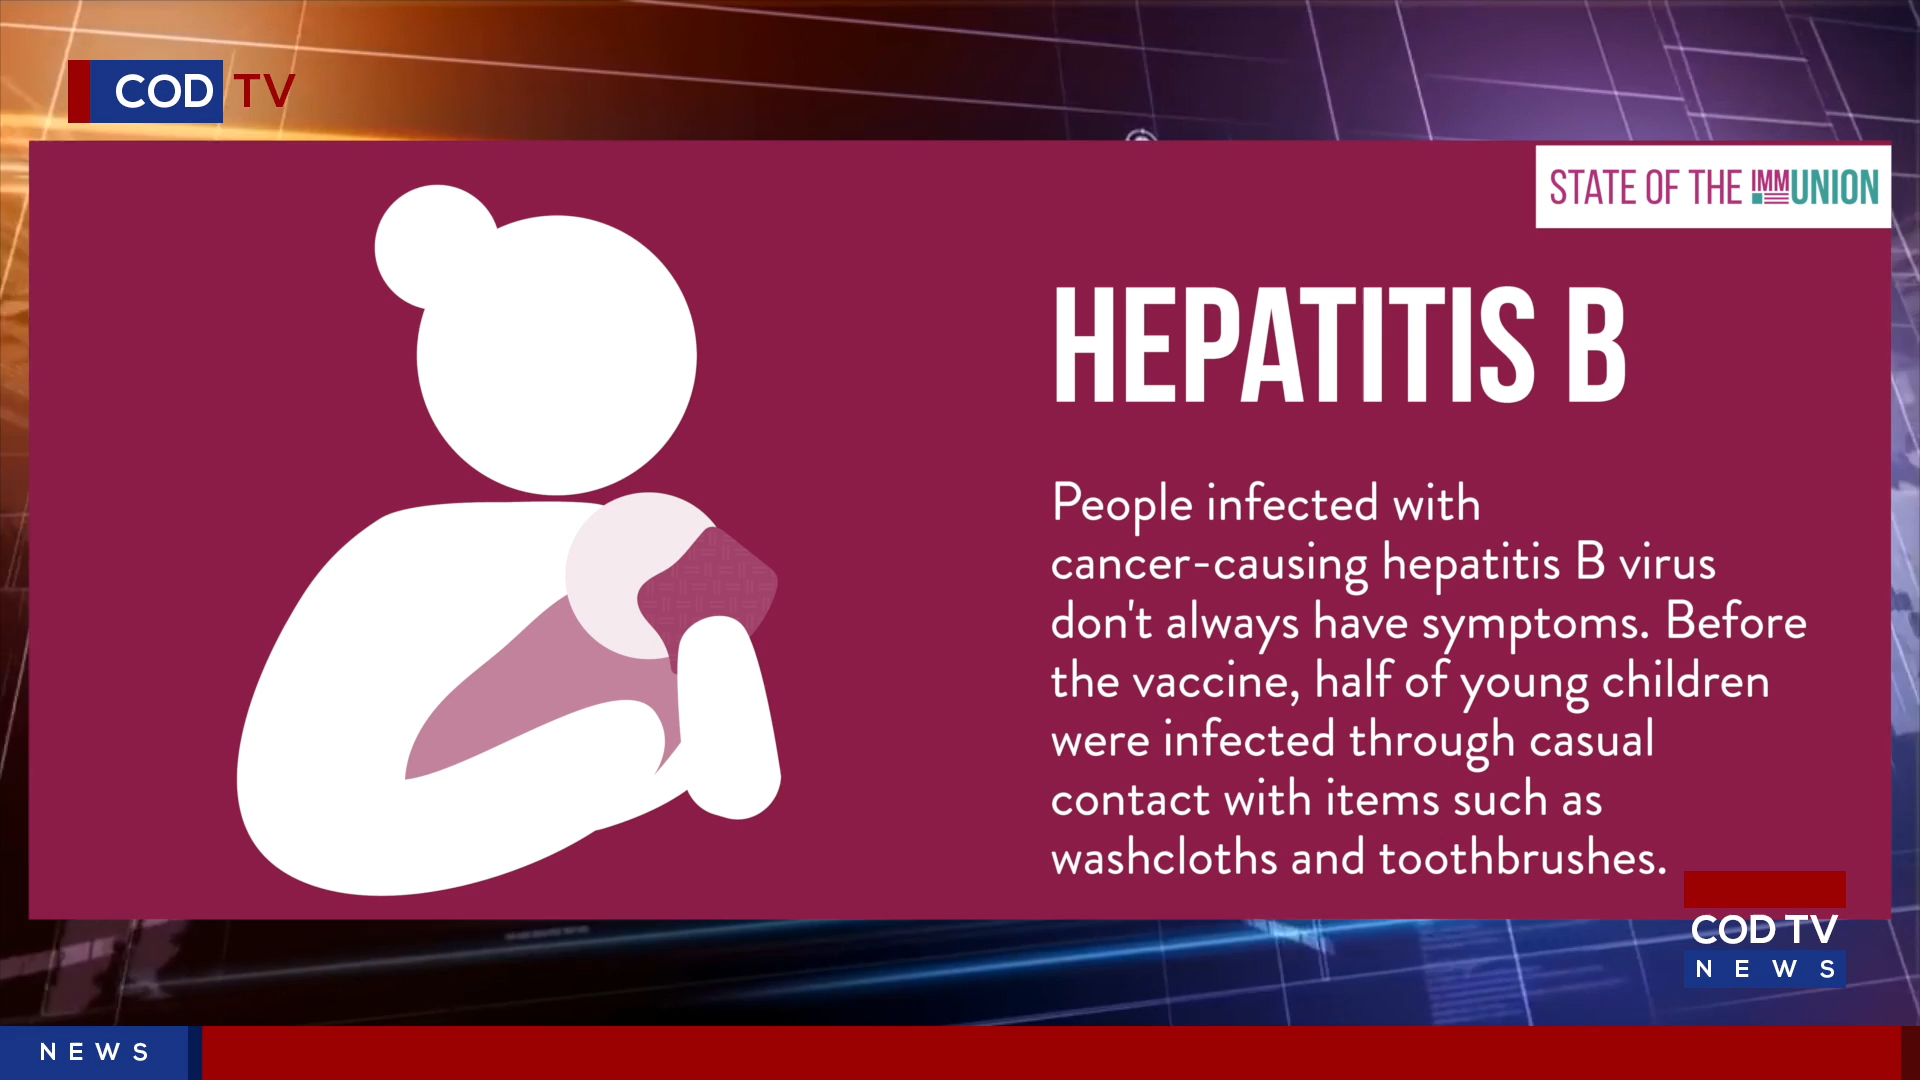 COD TV
STATE OF THE IMMUNION
HEPATITIS B
People infected with
cancer-causing hepatitis B virus
don't always have symptoms. Before
the vaccine, half of young children
were infected through casual
contact with items such as
washcloths and toothbrushes.
COD TV
NEWS
NEWS